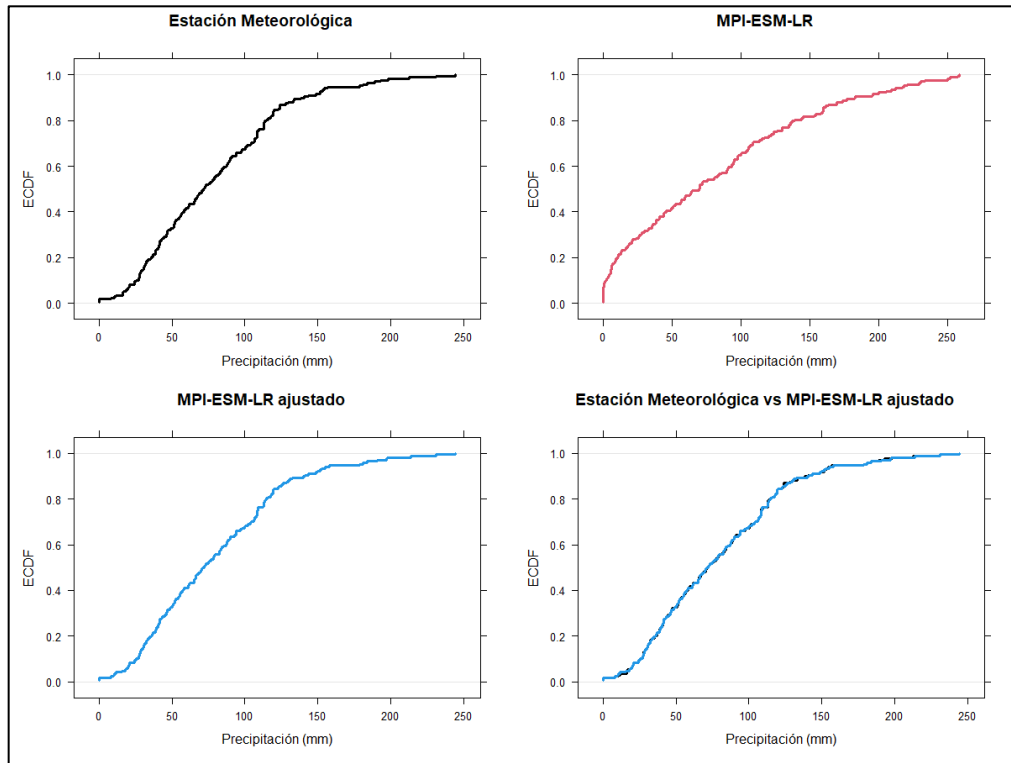 Estación Meteorológica
ECDF
1.0
0.8
0.6
0.4
0.2
0.0
0 50 100 150 200 250
Precipitación (mm)
MPI-ESM-LR
ECDF
1.0
0.8
0.6
0.4
0.2
0.0
0 50 100 150 200 250
Precipitación (mm)
MPI-ESM-LR ajustado
ECDF
1.0
0.8
0.6
0.4
0.2
0.0
0 50 100 150 200 250
Precipitación (mm)
Estación Meteorológica vs MPI-ESM-LR ajustado
ECDF
1.0
0.8
0.6
0.4
0.2
0.0
0 50 100 150 200 250
Precipitación (mm)